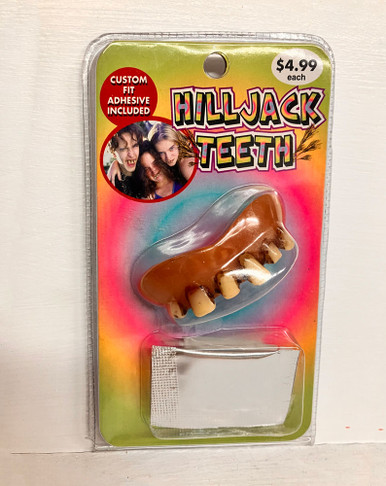 $4.99
each
CUSTOM
FIT
ADHESIVE
INCLUDED
HILLJACK
TEETH